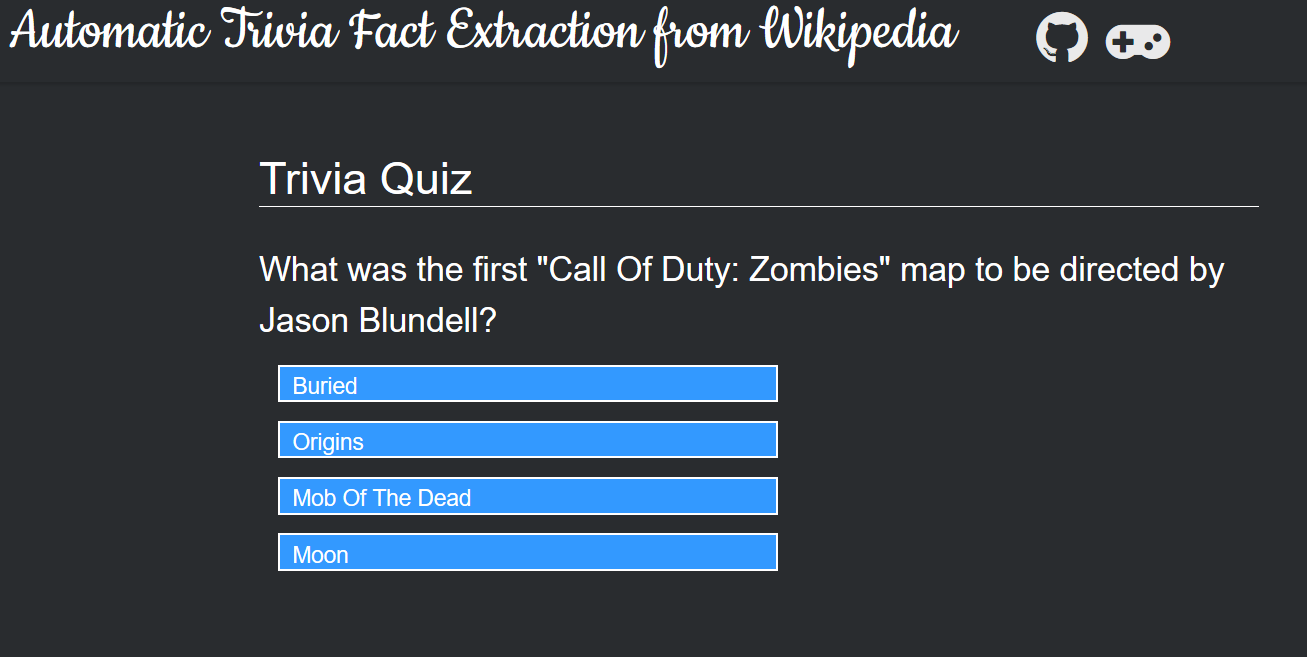 Automatic Trivia Fact Extraction from Wikipedia
Trivia Quiz
What was the first "Call Of Duty: Zombies" map to be directed by
Jason Blundell?
Buried
Origins
Mob Of The Dead
Moon